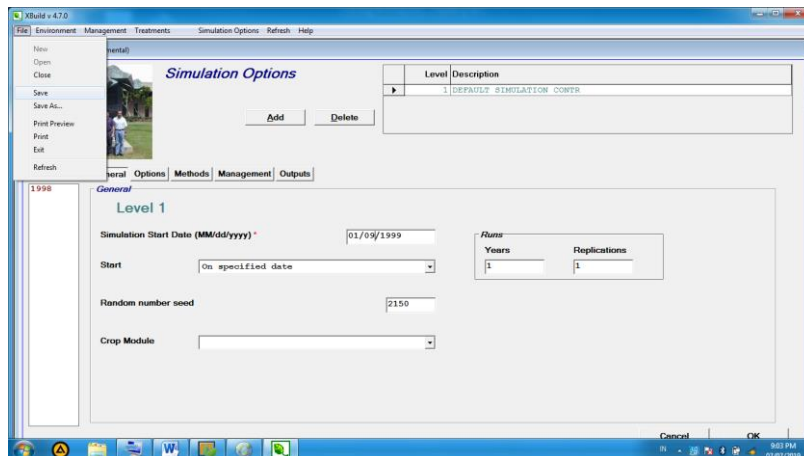 XBuild v 4.7.0
File Environment Management Treatments Simulation Options Refresh Help
New
Open
Close
Save
Save As...
Print Preview
Print
Exit
Refresh
mental)
Simulation Options
Add Delete
Level Description
1 DEFAULT SIMULATION CONTR
neral Options Methods Management Outputs
1998
General
Level 1
Simulation Start Date (MM/dd/yyyy) * 01/09/1999
Start On specified date
Random number seed 2150
Crop Module
Runs
Years Replications
1 1
Cancel OK
IN 9:03 PM